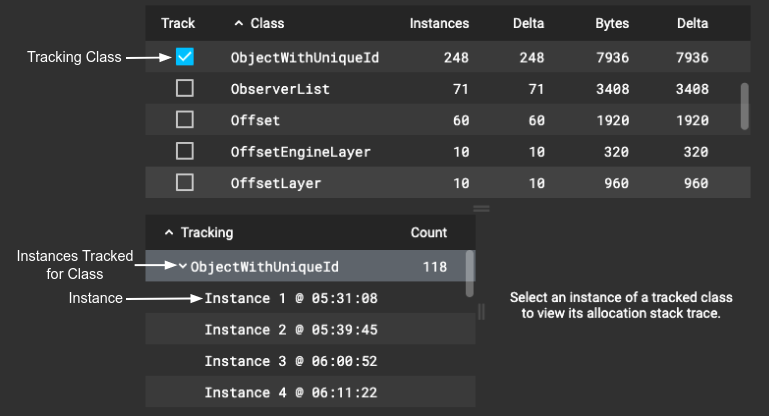 Track Class Instances Delta Bytes Delta
Tracking Class ObjectWithUniqueId 248 248 7936 7936
ObserverList 71 71 3408 3408
Offset 60 60 1920 1920
OffsetEngineLayer 10 10 320 320
OffsetLayer 10 10 960 960
Tracking Count
Instances Tracked
for Class
ObjectWithUniqueId 118
Instance
Instance 1 @ 05:31:08
Instance 2 @ 05:39:45
Instance 3 @ 06:00:52
Instance 4 @ 06:11:22
Select an instance of a tracked class
to view its allocation stack trace.